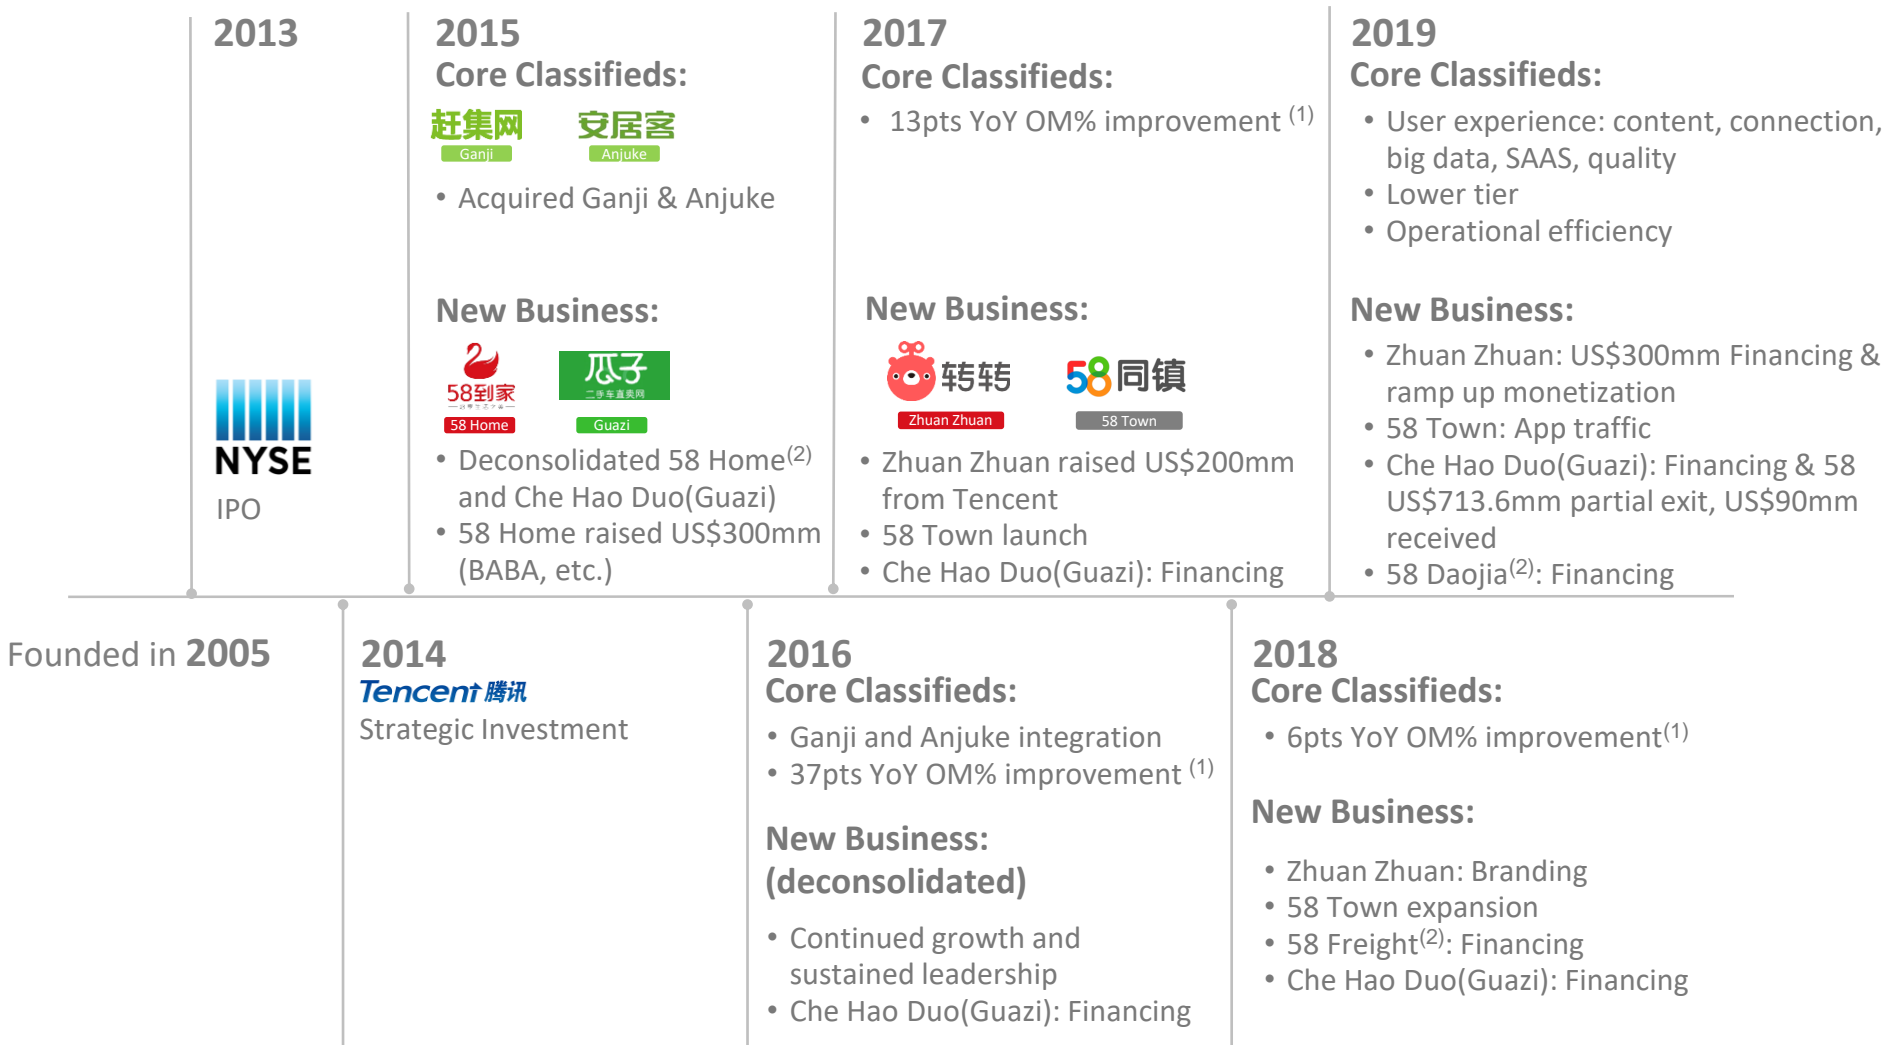 2013
NYSE
IPO
2015
Core Classifieds:
赶集网 安居客
Ganji Anjuke
• Acquired Ganji & Anjuke
New Business:
58到家 瓜子
二手车直卖网
58 Home Guazi
• Deconsolidated 58 Home(2)
and Che Hao Duo(Guazi)
• 58 Home raised US$300mm
(BABA, etc.)
2017
Core Classifieds:
• 13pts YoY OM% improvement (1)
New Business:
转转 58同镇
Zhuan Zhuan 58 Town
• Zhuan Zhuan raised US$200mm
from Tencent
• 58 Town launch
• Che Hao Duo(Guazi): Financing
2019
Core Classifieds:
• User experience: content, connection,
big data, SAAS, quality
• Lower tier
• Operational efficiency
New Business:
• Zhuan Zhuan: US$300mm Financing &
ramp up monetization
• 58 Town: App traffic
• Che Hao Duo(Guazi): Financing & 58
US$713.6mm partial exit, US$90mm
received
• 58 Daojia(2): Financing
Founded in 2005
2014
Tencent 腾讯
Strategic Investment
2016
Core Classifieds:
• Ganji and Anjuke integration
• 37pts YoY OM% improvement (1)
New Business:
(deconsolidated)
• Continued growth and
sustained leadership
• Che Hao Duo(Guazi): Financing
2018
Core Classifieds:
• 6pts YoY OM% improvement(1)
New Business:
• Zhuan Zhuan: Branding
• 58 Town expansion
• 58 Freight(2): Financing
• Che Hao Duo(Guazi): Financing